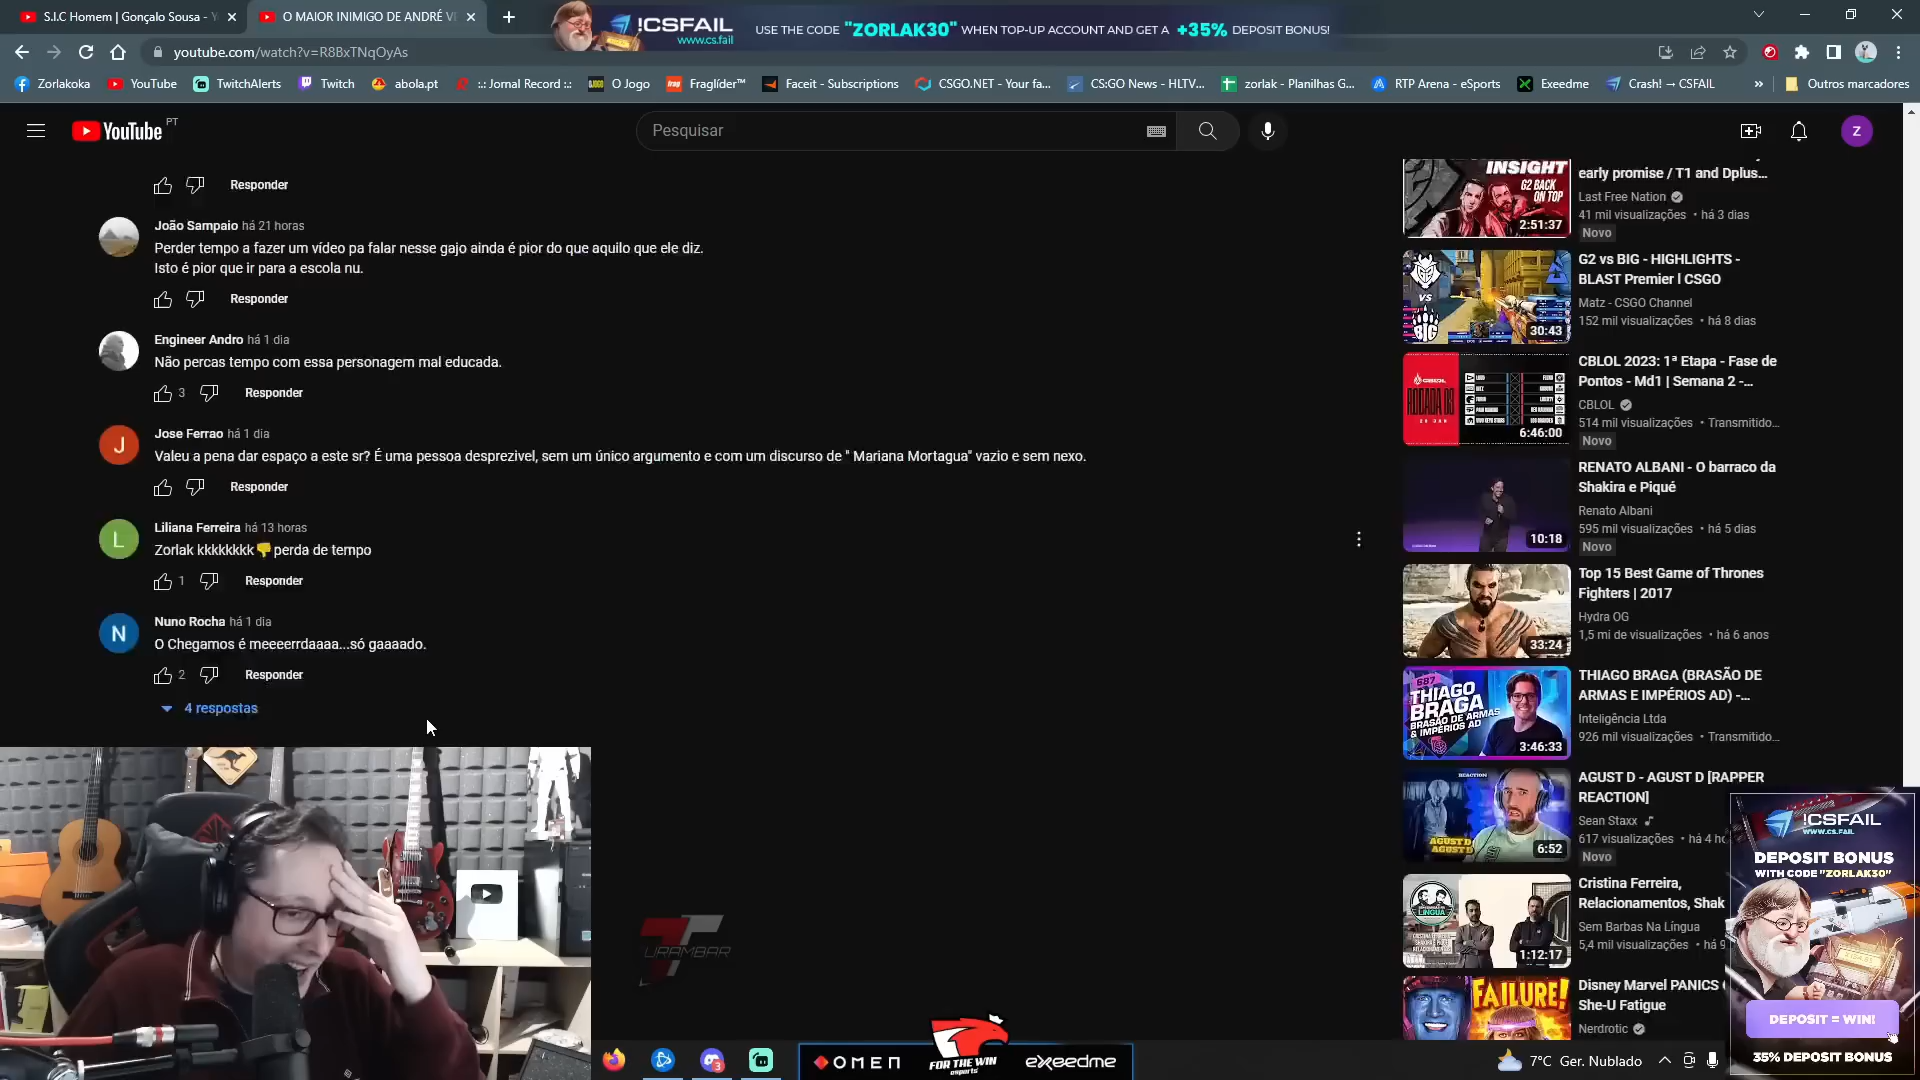 S.I.C Homem | Gonçalo Sousa - Y
O MAIOR INIMIGO DE ANDRÉ VE
!CSFAIL
www.cs.fail
USE THE CODE "ZORLAK30" WHEN TOP-UP ACCOUNT AND GET A +35% DEPOSIT BONUS!
youtube.com/watch?v=R8BxTNqOyAs
Zorlakoka
YouTube
TwitchAlerts
Twitch
abola.pt
::: Jornal Record :::
O Jogo
Fraglíder™
Faceit - Subscriptions
CSGO.NET - Your fa...
CS:GO News - HLTV...
zorlak - Planilhas G...
RTP Arena - eSports
Exeedme
Crash! → CSFAIL
»
Outros marcadores
YouTube PT
Pesquisar
Z
Responder
João Sampaio há 21 horas
Perder tempo a fazer um vídeo pa falar nesse gajo ainda é pior do que aquilo que ele diz.
Isto é pior que ir para a escola nu.
Responder
Engineer Andro há 1 dia
Não percas tempo com essa personagem mal educada.
3 Responder
J
Jose Ferrao há 1 dia
Valeu a pena dar espaço a este sr? É uma pessoa desprezivel, sem um único argumento e com um discurso de " Mariana Mortagua" vazio e sem nexo.
Responder
L
Liliana Ferreira há 13 horas
Zorlak kkkkkkkk👎perda de tempo
1 Responder
N
Nuno Rocha há 1 dia
O Chegamos é meeeerrdaaaa...só gaaaado.
2 Responder
4 respostas
INSIGHT
G2 BACK
ON TOP
2:51:37
early promise / T1 and Dplus...
Last Free Nation
41 mil visualizações • há 3 dias
Novo
VS
BIG
30:43
G2 vs BIG - HIGHLIGHTS -
BLAST Premier l CSGO
Matz - CSGO Channel
152 mil visualizações • há 8 dias
RODADA 03
6:46:00
CBLOL 2023: 1ª Etapa - Fase de
Pontos - Md1 | Semana 2 -...
CBLOL
514 mil visualizações • Transmitido...
Novo
10:18
RENATO ALBANI - O barraco da
Shakira e Piqué
Renato Albani
595 mil visualizações • há 5 dias
Novo
33:24
Top 15 Best Game of Thrones
Fighters | 2017
Hydra OG
1,5 mi de visualizações • há 6 anos
687
THIAGO
BRAGA
BRASÃO DE
ARMAS
& IMPÉRIOS AD
3:46:33
THIAGO BRAGA (BRASÃO DE
ARMAS E IMPÉRIOS AD) -...
Inteligência Ltda
926 mil visualizações • Transmitido...
REACTION
AGUST D
AGUST D
6:52
AGUST D - AGUST D [RAPPER
REACTION]
Sean Staxx
617 visualizações • há 4 h
Novo
LÍNGUA
1:12:17
Cristina Ferreira,
Relacionamentos, Shak
Sem Barbas Na Língua
5,4 mil visualizações • há 9
FAILURE!
Disney Marvel PANICS
She-U Fatigue
Nerdrotic
!CSFAIL
WWW.CS.FAIL
DEPOSIT BONUS
WITH CODE "ZORLAK30"
DEPOSIT = WIN!
35% DEPOSIT BONUS
URAMBAR
3
OMEN
FOR THE WIN
esports
exeedme
7°C Ger. Nublado